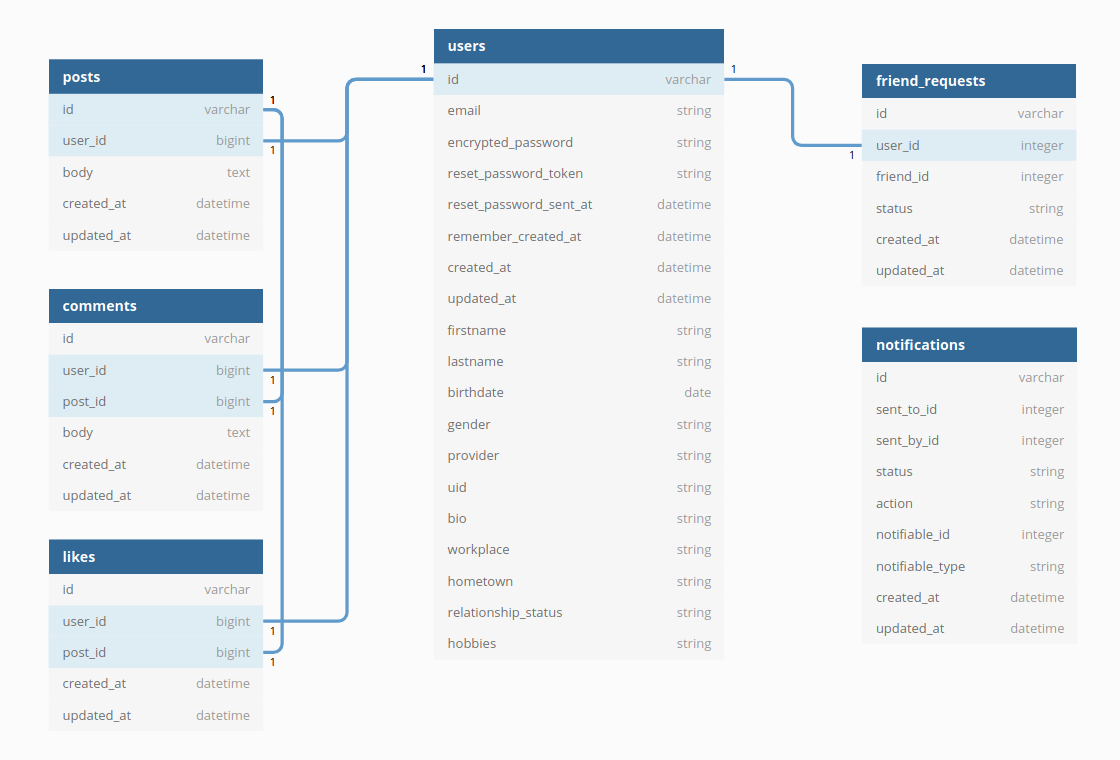 posts
id varchar 1
user_id bigint 1
body text
created_at datetime
updated_at datetime
comments
id varchar
user_id bigint 1
post_id bigint 1
body text
created_at datetime
updated_at datetime
likes
id varchar
user_id bigint 1
post_id bigint 1
created_at datetime
updated_at datetime
users
1 id varchar 1
email string
encrypted_password string
reset_password_token string
reset_password_sent_at datetime
remember_created_at datetime
created_at datetime
updated_at datetime
firstname string
lastname string
birthdate date
gender string
provider string
uid string
bio string
workplace string
hometown string
relationship_status string
hobbies string
friend_requests
id varchar
1 user_id integer
friend_id integer
status string
created_at datetime
updated_at datetime
notifications
id varchar
sent_to_id integer
sent_by_id integer
status string
action string
notifiable_id integer
notifiable_type string
created_at datetime
updated_at datetime